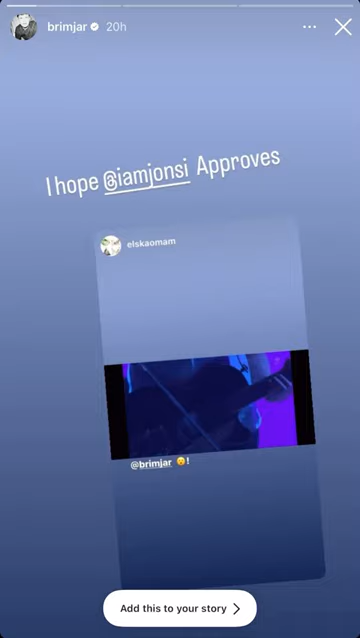 brimjar 20h
I hope @iamjonsi Approves
elskaomam
@brimjar 😮!
Add this to your story